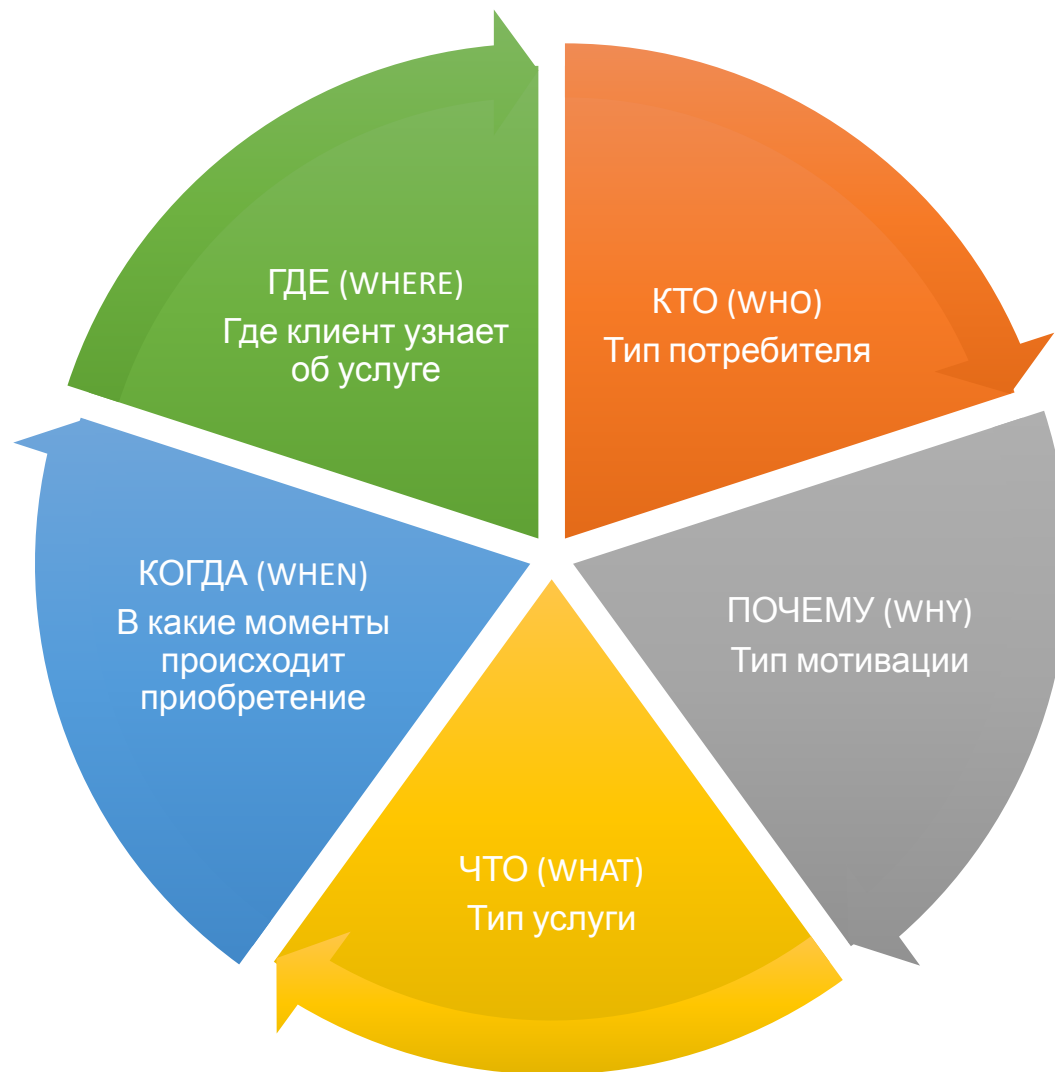 КТО (WHO)
Тип потребителя
ПОЧЕМУ (WHY)
Тип мотивации
ЧТО (WHAT)
Тип услуги
КОГДА (WHEN)
В какие моменты
происходит
приобретение
ГДЕ (WHERE)
Где клиент узнает
об услуге